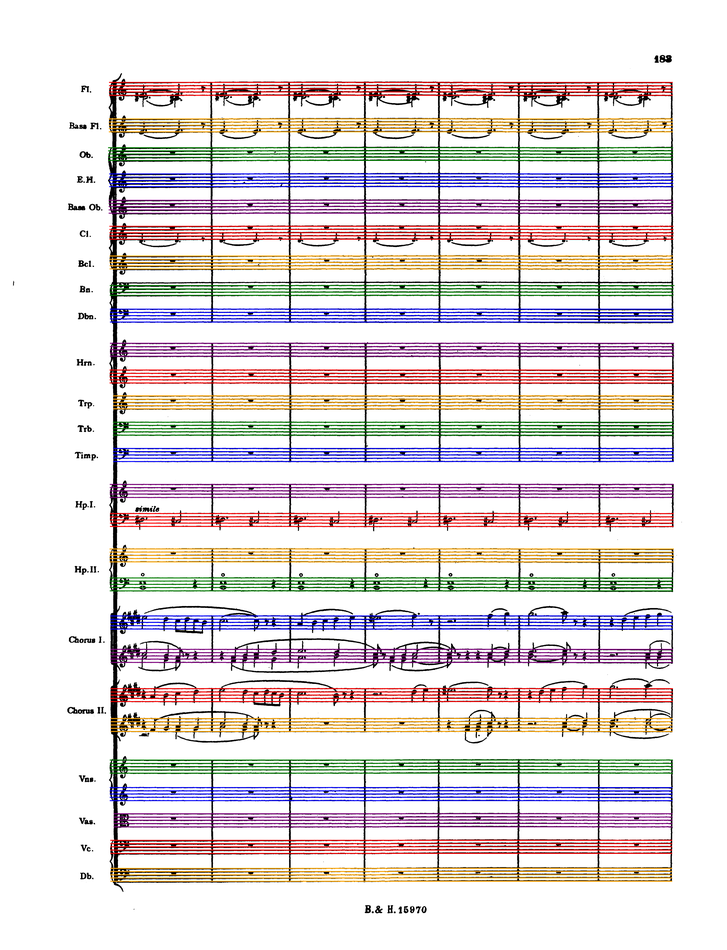 183
Fl.
Bass Fl.
Ob.
E.H.
Bass Ob.
Cl.
Bcl.
Bn.
Dbn.
Hrn.
Trp.
Trb.
Timp.
Hp.I.
simile
Hp.II.
Chorus I.
Chorus II.
Vns.
Vas.
Vc.
Db.
B.& H.15970